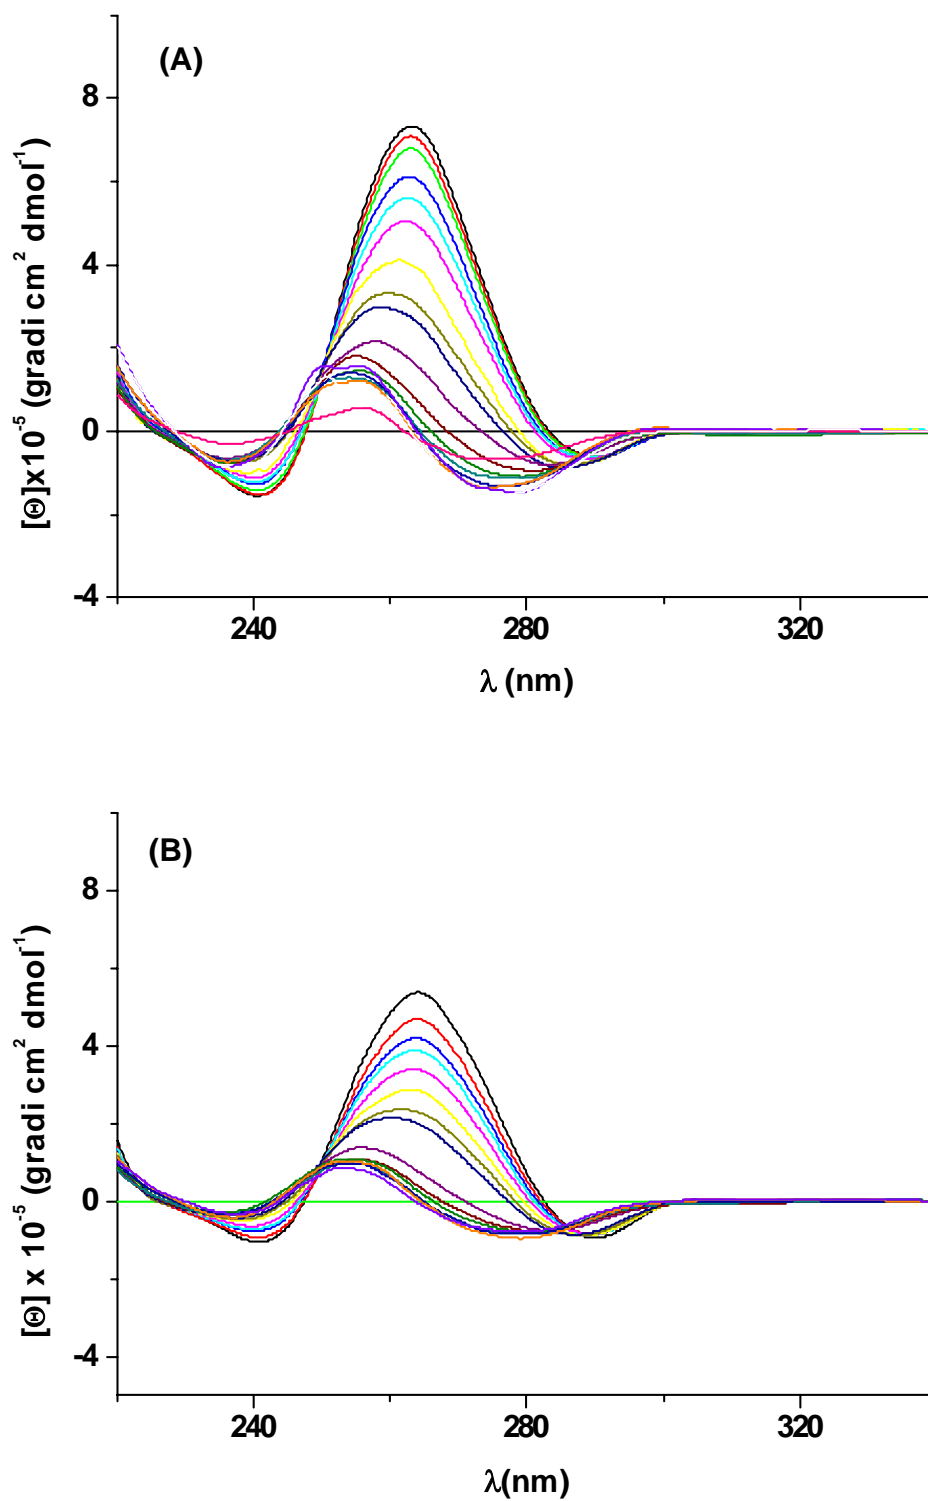 (A)
8
4
0
-4
[Θ]x10⁻⁵ (gradi cm² dmol⁻¹)
240 280 320
λ (nm)
(B)
8
4
0
-4
[Θ] x 10⁻⁵ (gradi cm² dmol⁻¹)
240 280 320
λ(nm)